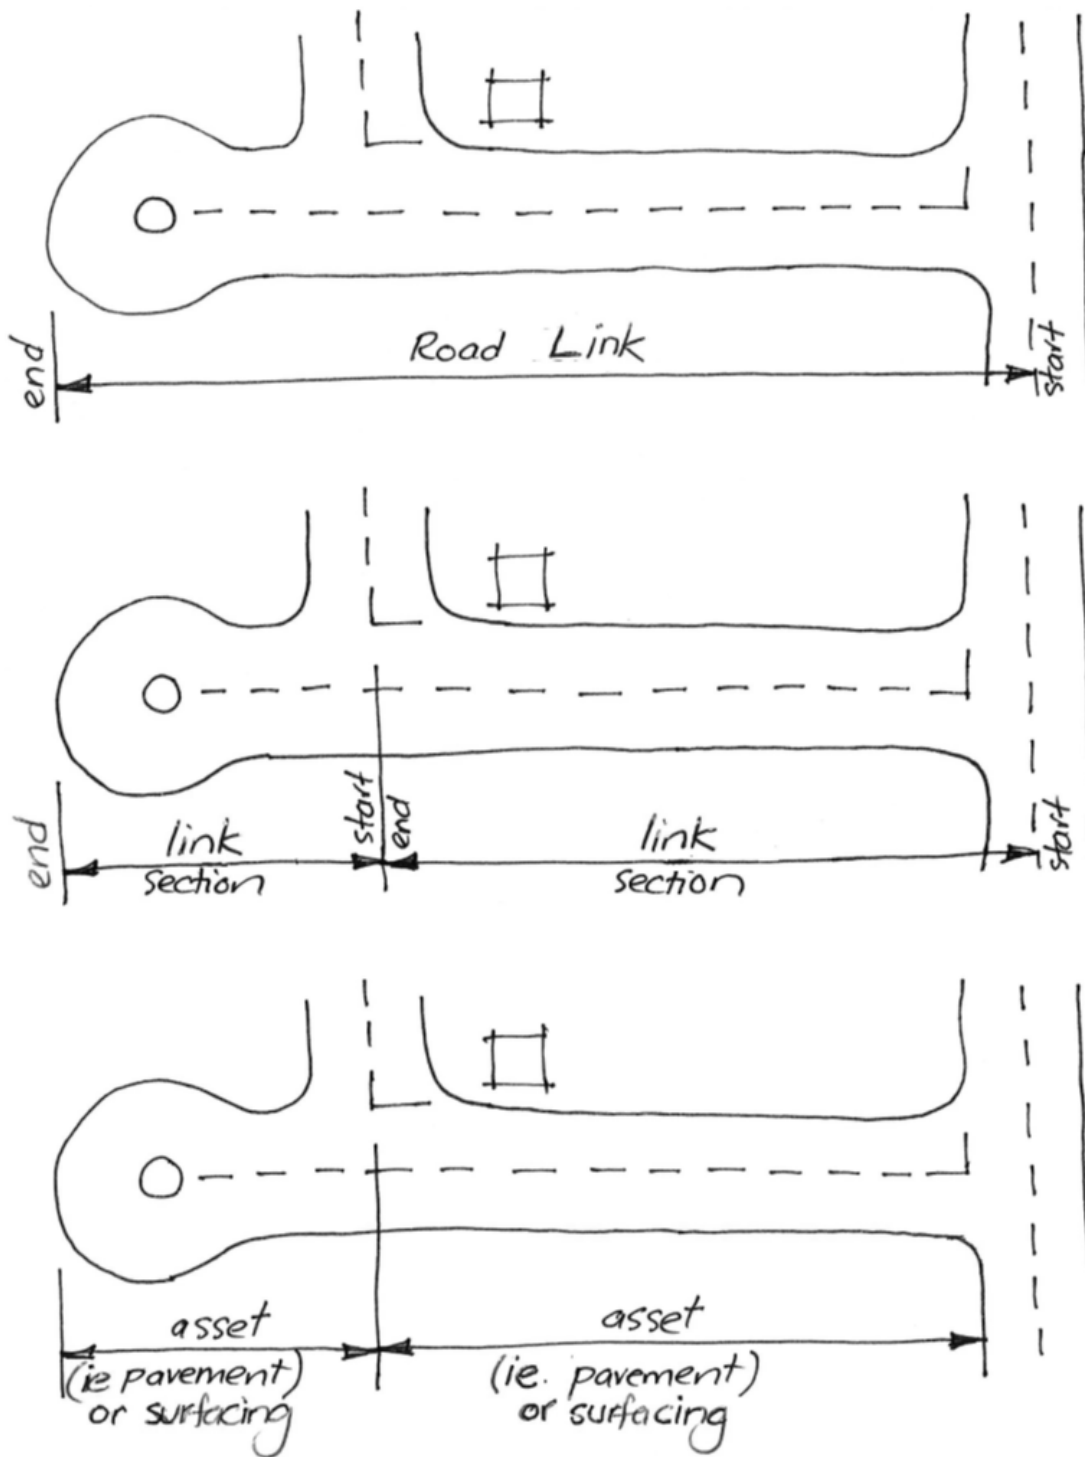 Road Link
end
start
link
section
start
end
link
section
end
start
asset
(ie pavement)
or surfacing
asset
(ie. pavement)
or surfacing